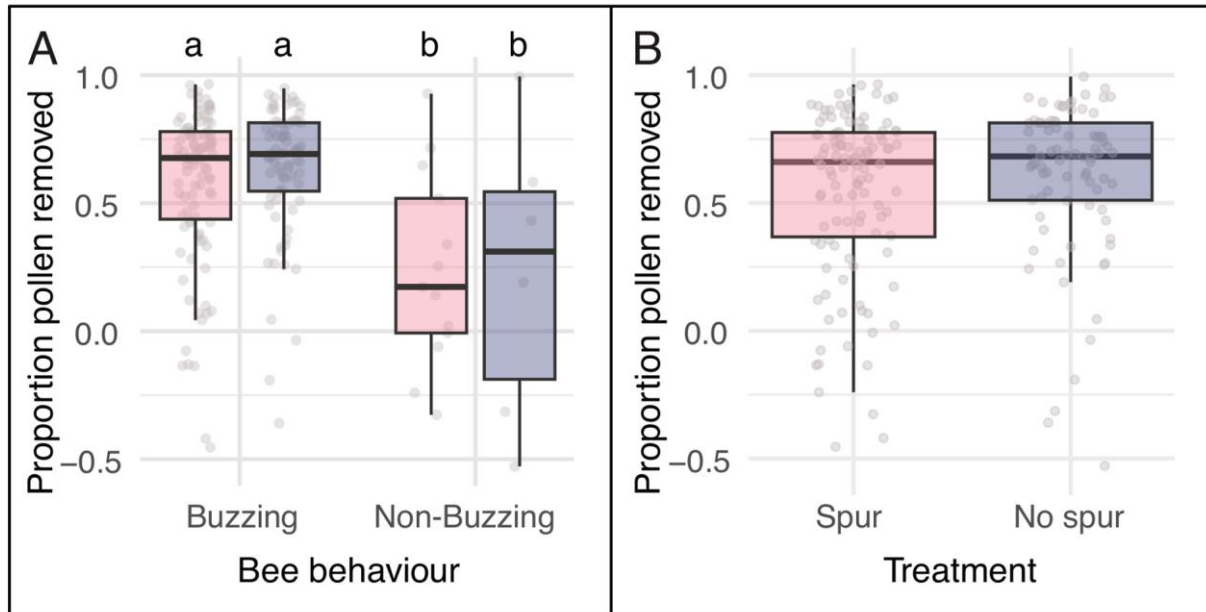 A
a a b b
Proportion pollen removed
1.0
0.5
0.0
−0.5
Buzzing Non-Buzzing
Bee behaviour
B
Proportion pollen removed
1.0
0.5
0.0
−0.5
Spur No spur
Treatment